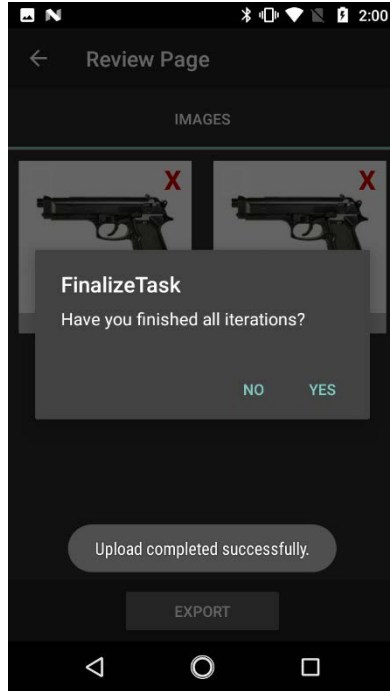 2:00
Review Page
IMAGES
X X
FinalizeTask
Have you finished all iterations?
NO YES
Upload completed successfully.
EXPORT